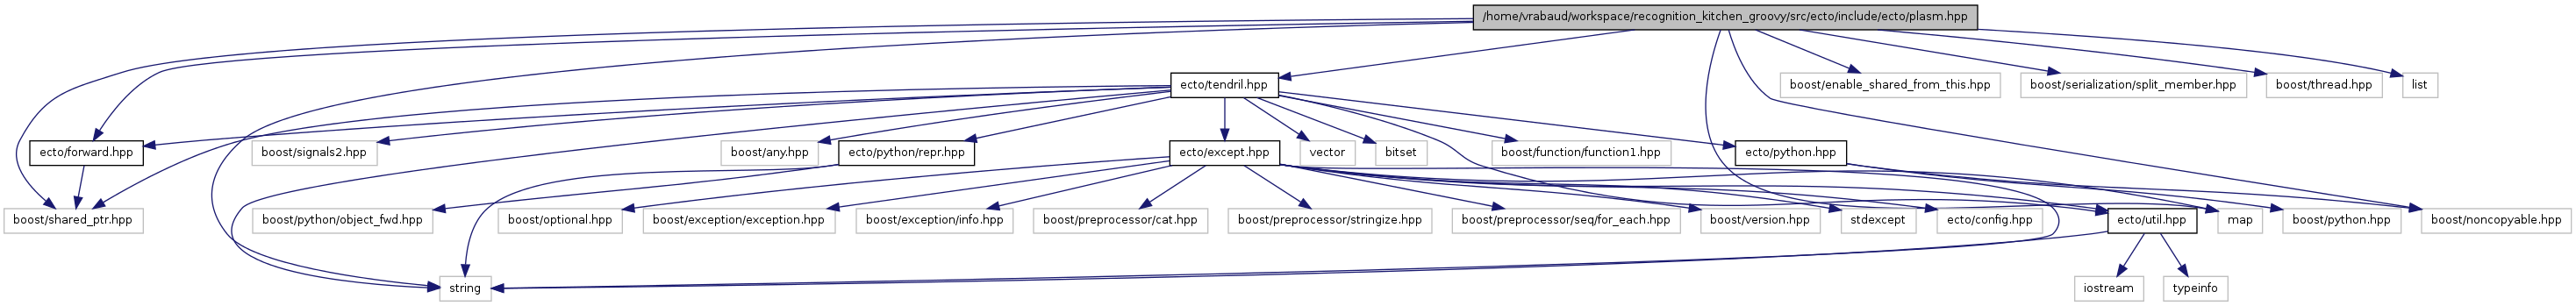 /home/vrabaud/workspace/recognition_kitchen_groovy/src/ecto/include/ecto/plasm.hpp
ecto/tendril.hpp
boost/enable_shared_from_this.hpp
boost/serialization/split_member.hpp
boost/thread.hpp
list
ecto/forward.hpp
boost/signals2.hpp
boost/any.hpp
ecto/python/repr.hpp
ecto/except.hpp
vector
bitset
boost/function/function1.hpp
ecto/python.hpp
boost/shared_ptr.hpp
boost/python/object_fwd.hpp
boost/optional.hpp
boost/exception/exception.hpp
boost/exception/info.hpp
boost/preprocessor/cat.hpp
boost/preprocessor/stringize.hpp
boost/preprocessor/seq/for_each.hpp
boost/version.hpp
stdexcept
ecto/config.hpp
ecto/util.hpp
map
boost/python.hpp
boost/noncopyable.hpp
string
iostream
typeinfo